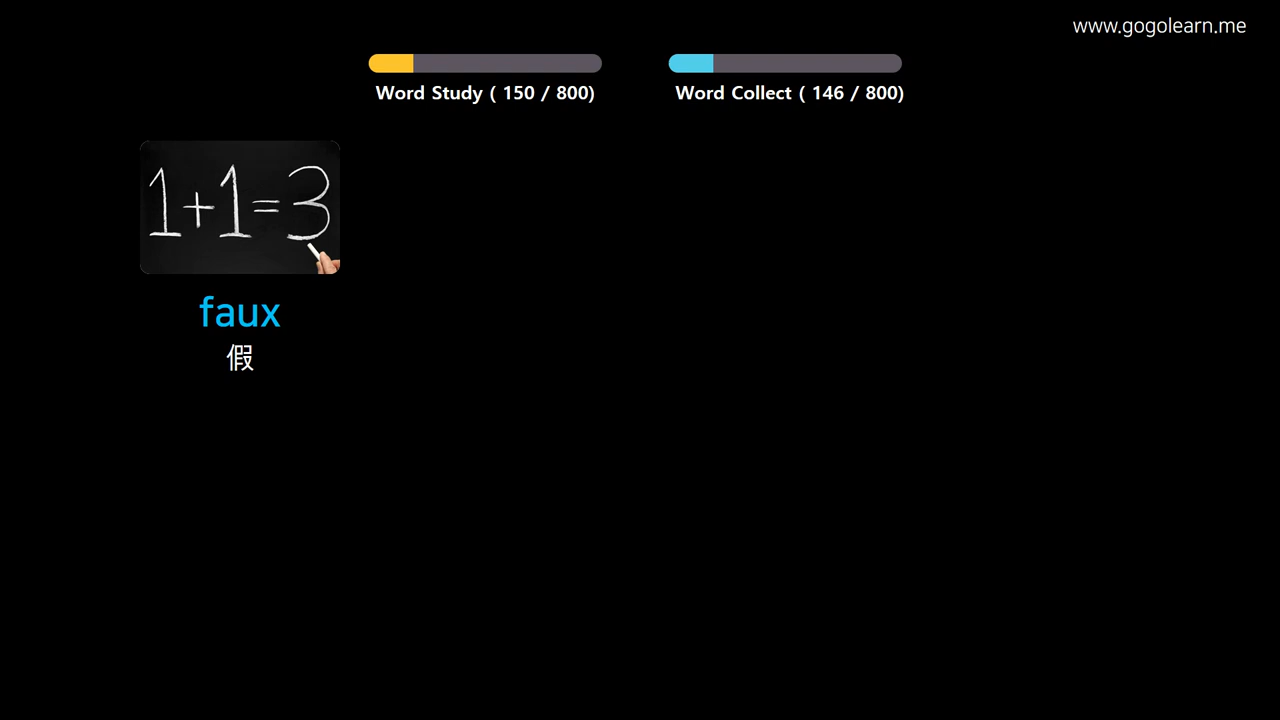 www.gogolearn.me
Word Study ( 150 / 800)
Word Collect ( 146 / 800)
1+1=3
faux
假